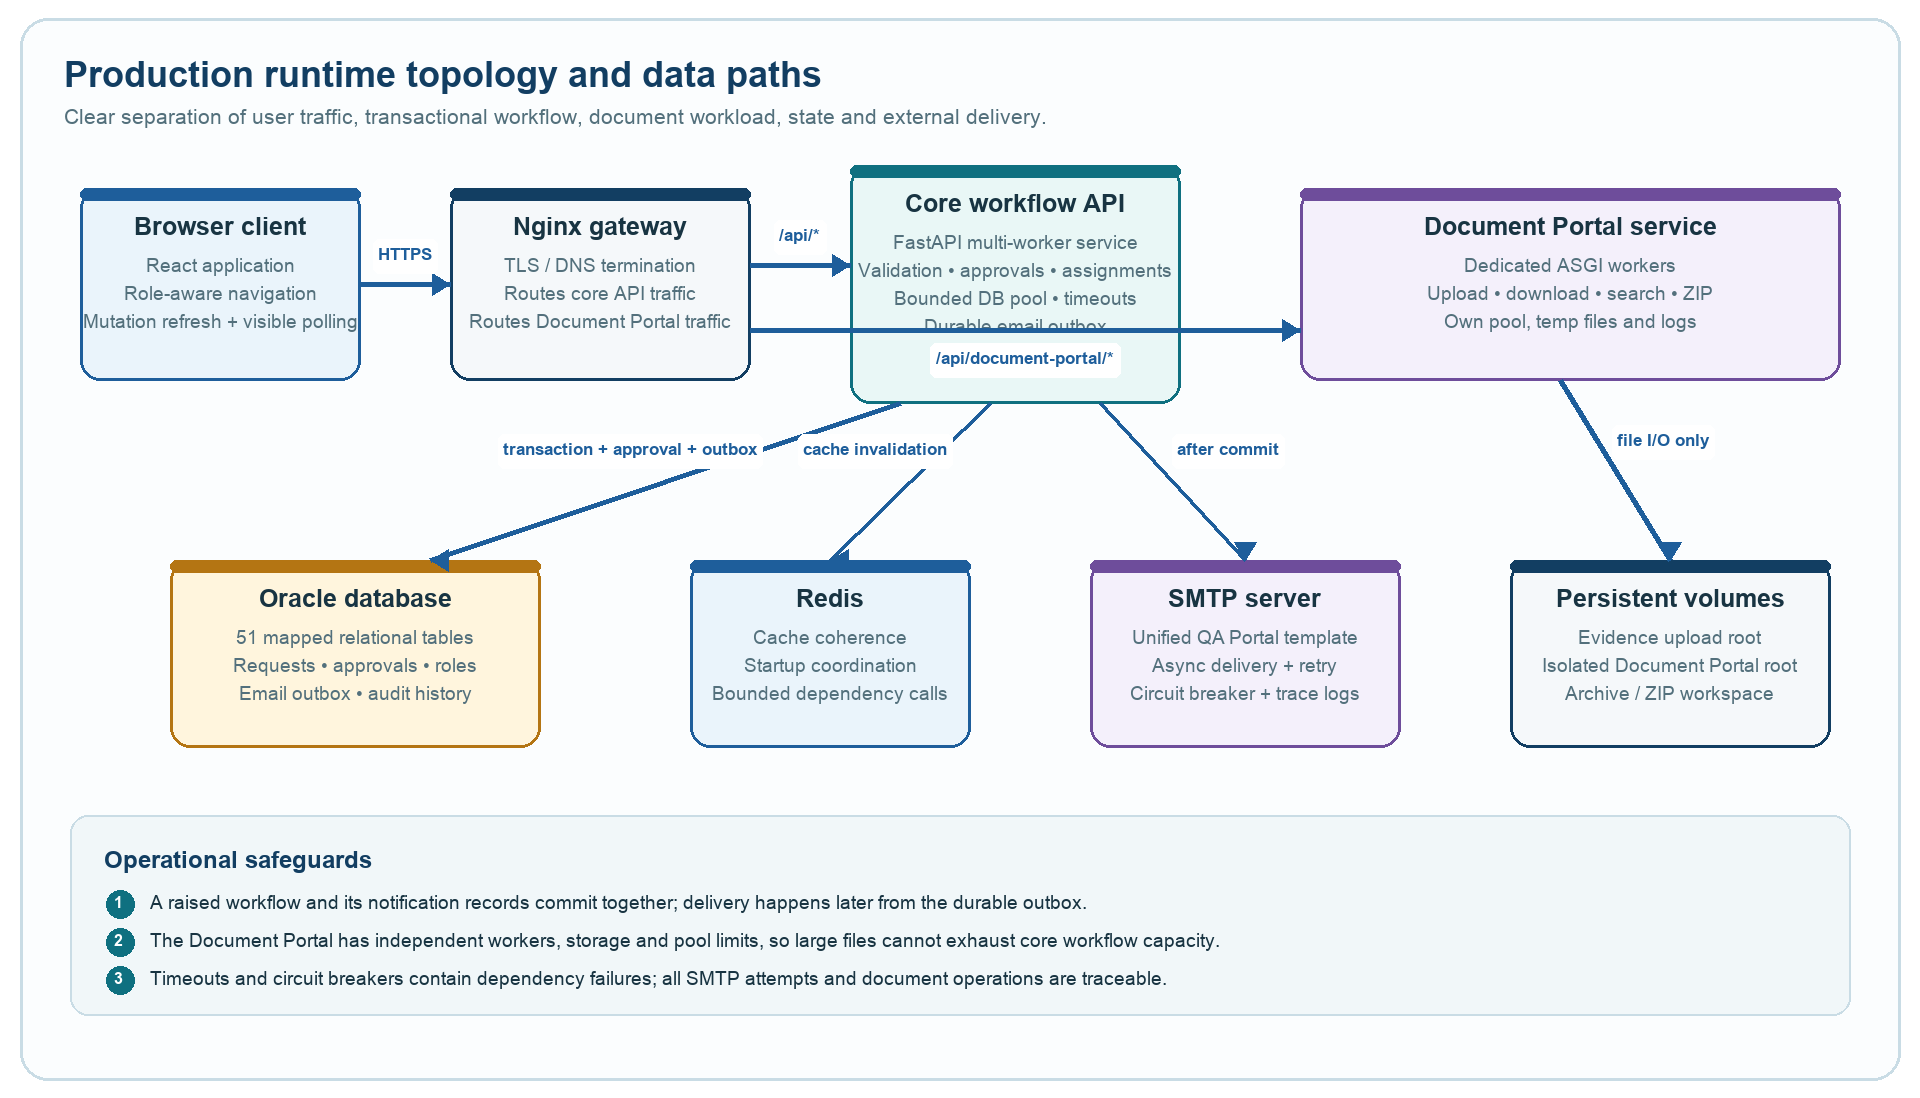 Production runtime topology and data paths
Clear separation of user traffic, transactional workflow, document workload, state and external delivery.
Browser client
React application
Role-aware navigation
Mutation refresh + visible polling
HTTPS
Nginx gateway
TLS / DNS termination
Routes core API traffic
Routes Document Portal traffic
/api/*
Core workflow API
FastAPI multi-worker service
Validation • approvals • assignments
Bounded DB pool • timeouts
Durable email outbox
/api/document-portal/*
Document Portal service
Dedicated ASGI workers
Upload • download • search • ZIP
Own pool, temp files and logs
transaction + approval + outbox
cache invalidation
after commit
file I/O only
Oracle database
51 mapped relational tables
Requests • approvals • roles
Email outbox • audit history
Redis
Cache coherence
Startup coordination
Bounded dependency calls
SMTP server
Unified QA Portal template
Async delivery + retry
Circuit breaker + trace logs
Persistent volumes
Evidence upload root
Isolated Document Portal root
Archive / ZIP workspace
Operational safeguards
1 A raised workflow and its notification records commit together; delivery happens later from the durable outbox.
2 The Document Portal has independent workers, storage and pool limits, so large files cannot exhaust core workflow capacity.
3 Timeouts and circuit breakers contain dependency failures; all SMTP attempts and document operations are traceable.